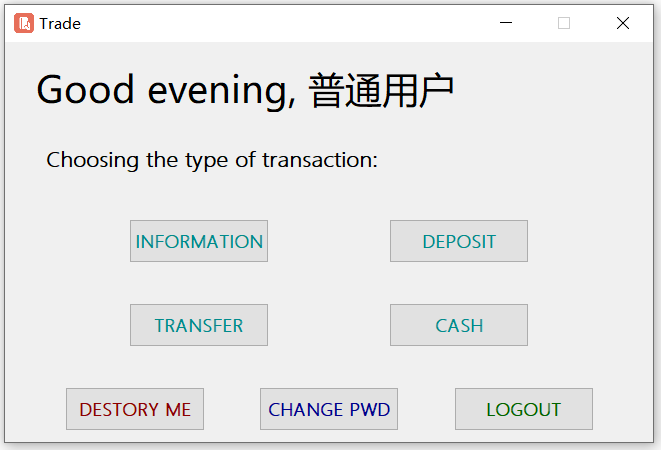 Trade
Good evening, 普通用户
Choosing the type of transaction:
INFORMATION
DEPOSIT
TRANSFER
CASH
DESTORY ME
CHANGE PWD
LOGOUT